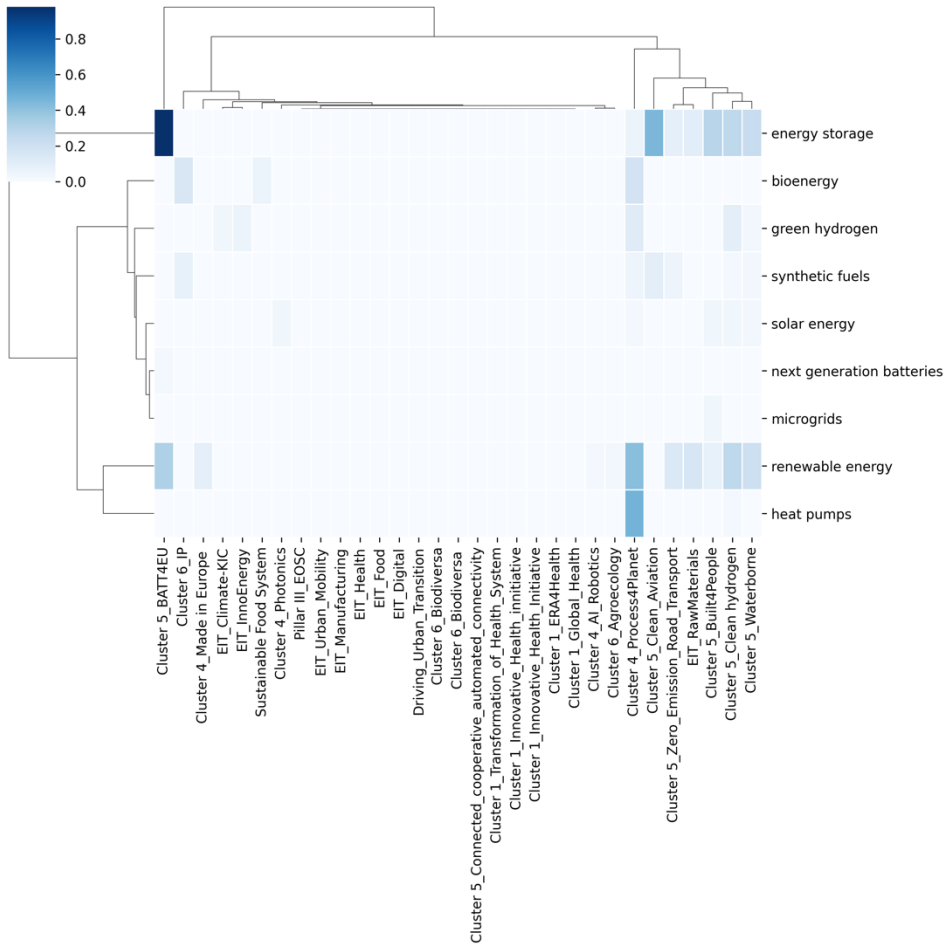 0.8
0.6
0.4
0.2
0.0
energy storage
bioenergy
green hydrogen
synthetic fuels
solar energy
next generation batteries
microgrids
renewable energy
heat pumps
Cluster 5_BATT4EU
Cluster 6_IP
Cluster 4_Made in Europe
EIT_Climate-KIC
EIT_InnoEnergy
Sustainable Food System
Cluster 4_Photonics
Pillar III_EOSC
EIT_Urban_Mobility
EIT_Manufacturing
EIT_Health
EIT_Food
EIT_Digital
Driving_Urban_Transition
Cluster 6_Biodiversa
Cluster 6_Biodiversa
Cluster 5_Connected_cooperative_automated_connectivity
Cluster 1_Transformation_of_Health_System
Cluster 1_Innovative_Health_innitiative
Cluster 1_Innovative_Health_Initiative
Cluster 1_ERA4Health
Cluster 1_Global_Health
Cluster 4_AI_Robotics
Cluster 6_Agroecology
Cluster 4_Process4Planet
Cluster 5_Clean_Aviation
Cluster 5_Zero_Emission_Road_Transport
EIT_RawMaterials
Cluster 5_Built4People
Cluster 5_Clean hydrogen
Cluster 5_Waterborne